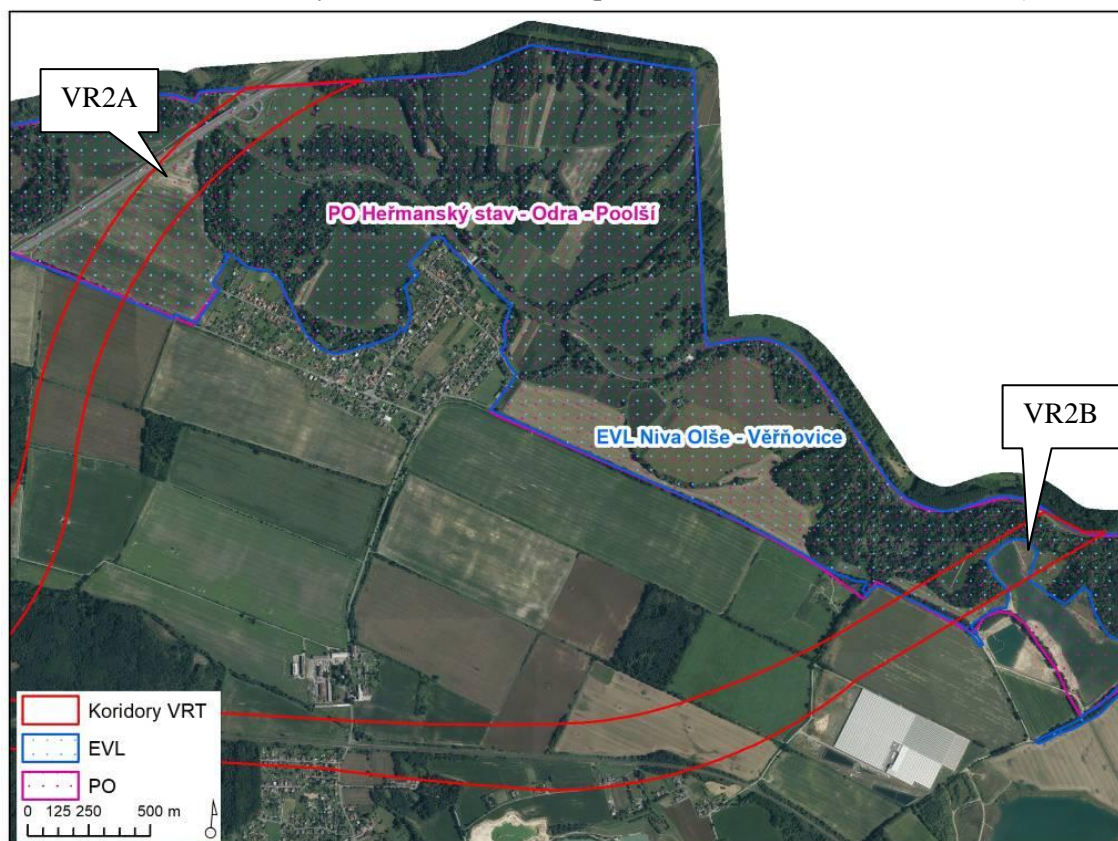 VR2A
PO Heřmanský stav - Odra - Poolší
VR2B
EVL Niva Olše - Věřňovice
Koridory VRT
EVL
PO
0 125 250 500 m